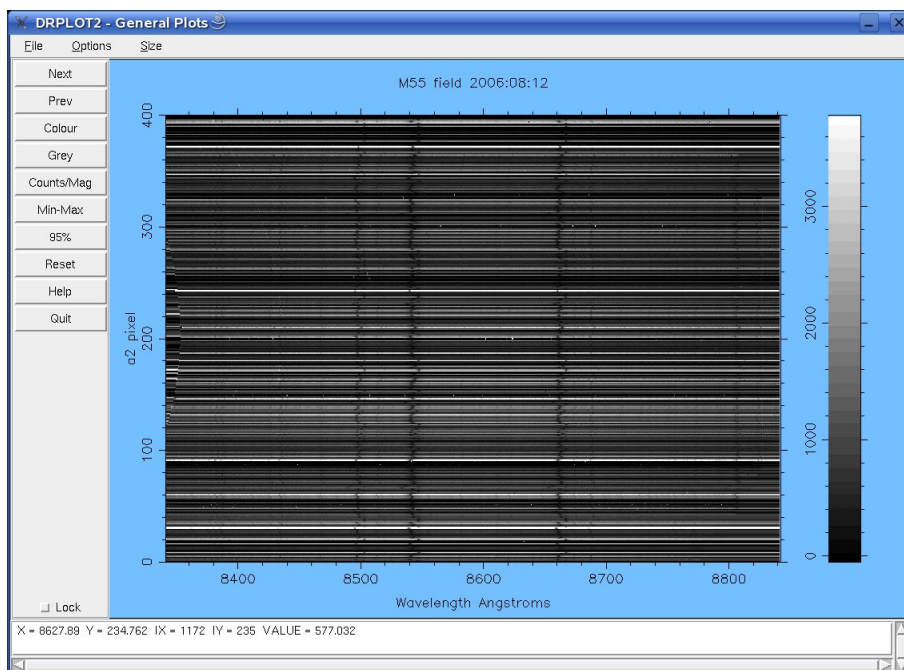 DRPLOT2 - General Plots
File Options Size
Next
Prev
Colour
Grey
Counts/Mag
Min-Max
95%
Reset
Help
Quit
Lock
M55 field 2006:08:12
400
300
200
100
0
a2 pixel
8400 8500 8600 8700 8800
Wavelength Angstroms
3000
2000
1000
0
X = 8627.89 Y = 234.762 IX = 1172 IY = 235 VALUE = 577.032